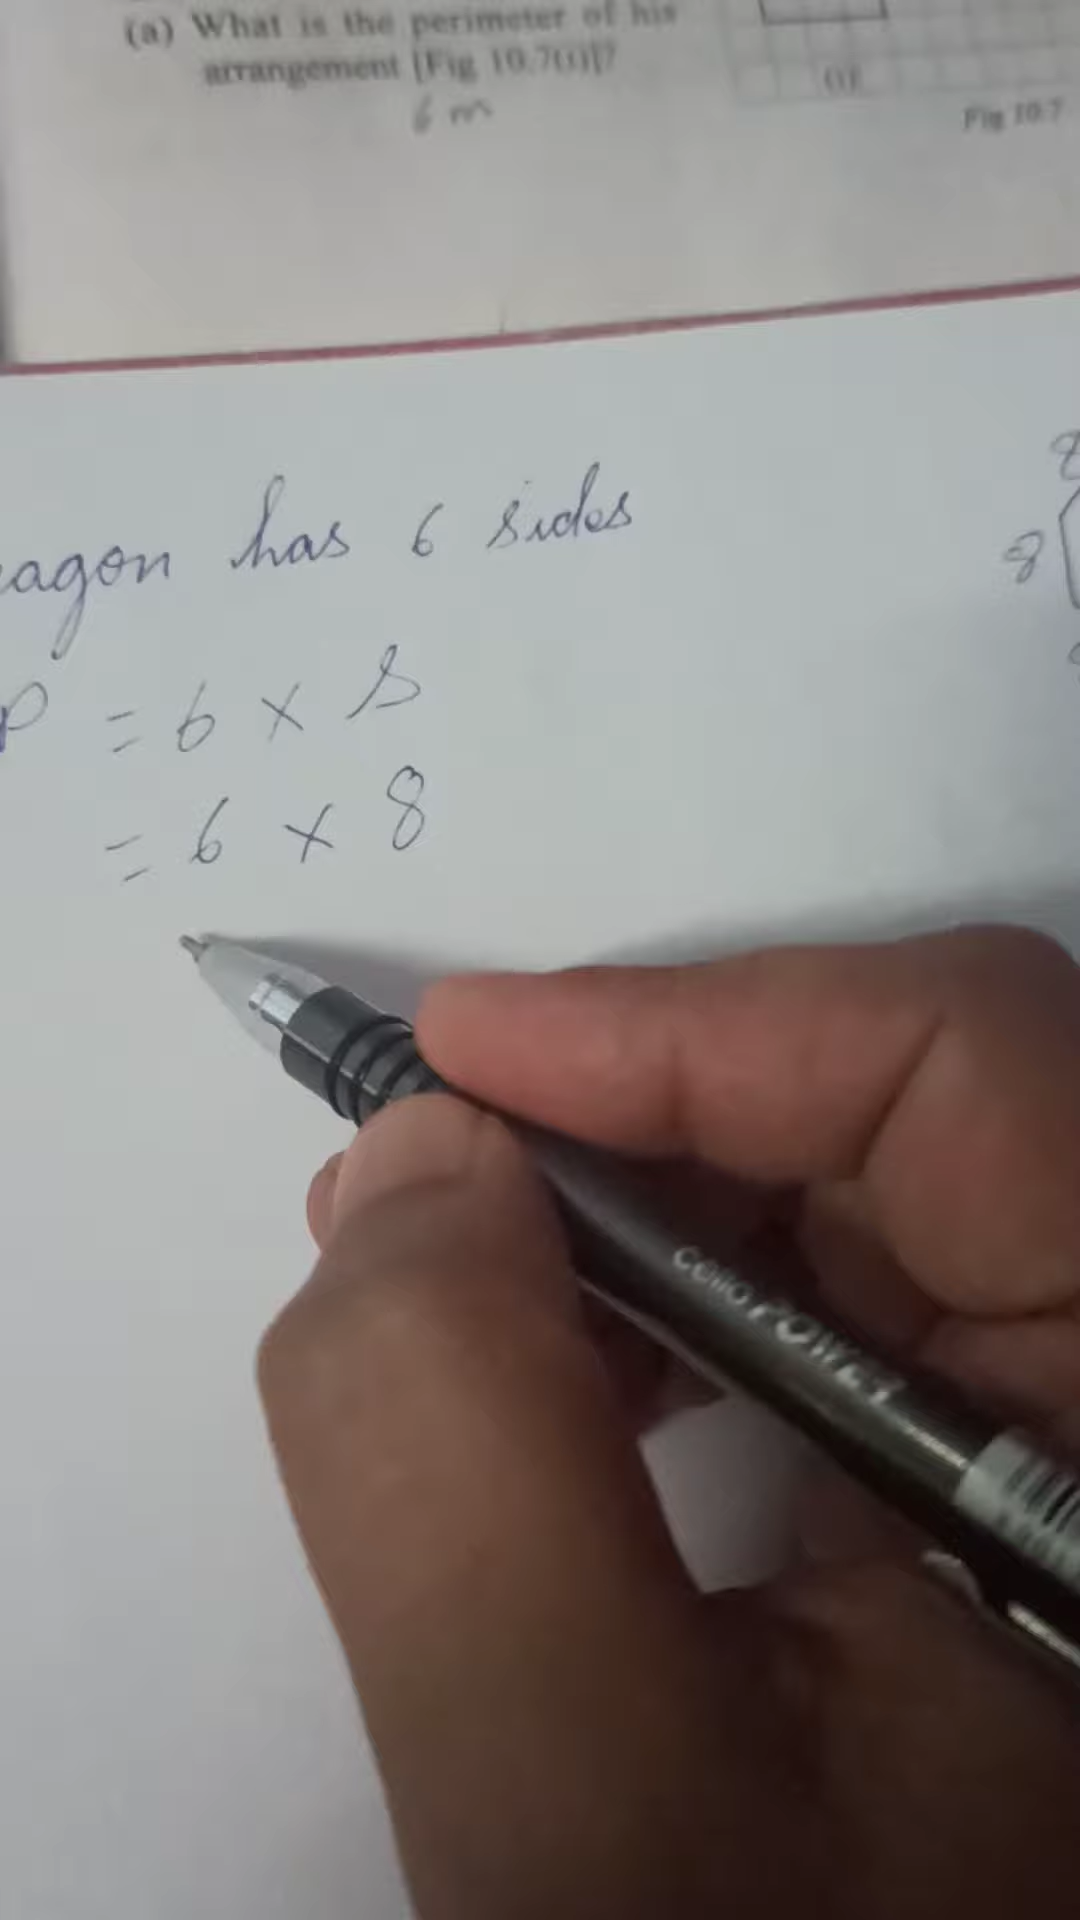 (a) What is the perimeter of his
arrangement [Fig 10.7(i)]?
6 m
(i)
Fig 10.7
agon has 6 sides
8
8
P = 6 × s
= 6 × 8
cello POWER